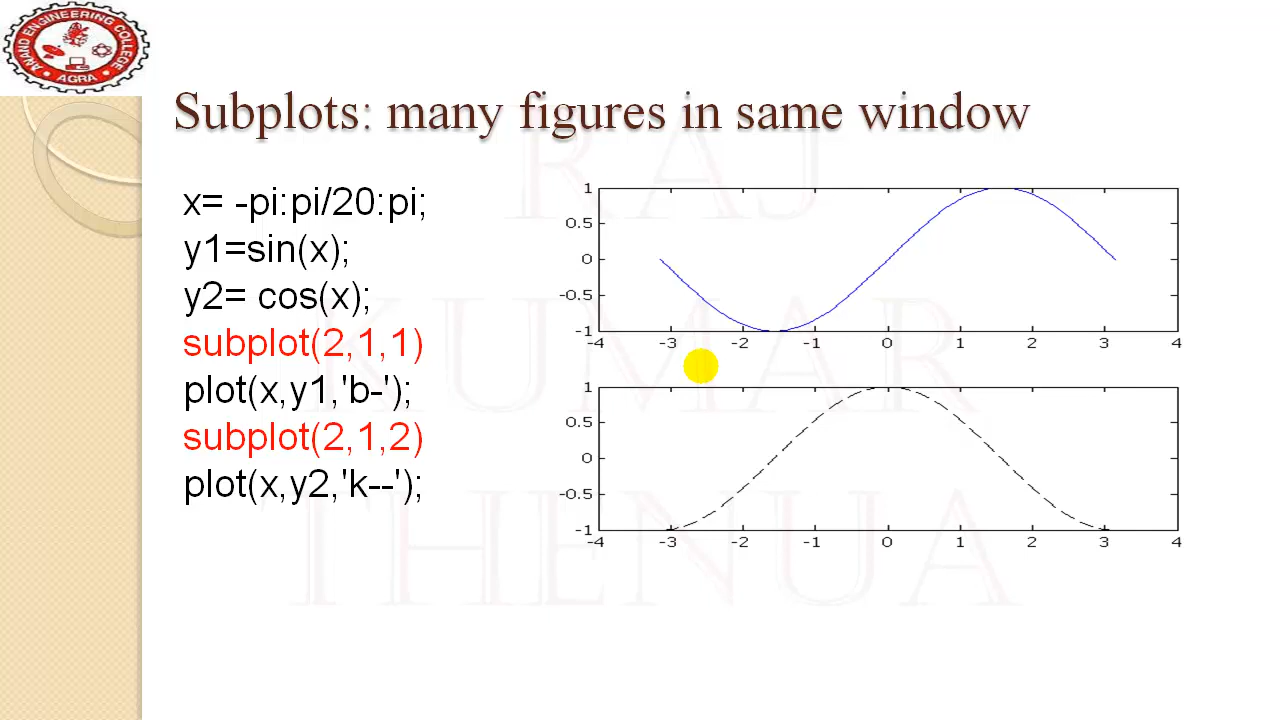 ANAND ENGINEERING COLLEGE
AGRA
Subplots: many figures in same window
x= -pi:pi/20:pi;
y1=sin(x);
y2= cos(x);
subplot(2,1,1)
plot(x,y1,'b-');
subplot(2,1,2)
plot(x,y2,'k--');
1
0.5
0
-0.5
-1
-4 -3 -2 -1 0 1 2 3 4
1
0.5
0
-0.5
-1
-4 -3 -2 -1 0 1 2 3 4
RAJ
KUMAR
THENUA